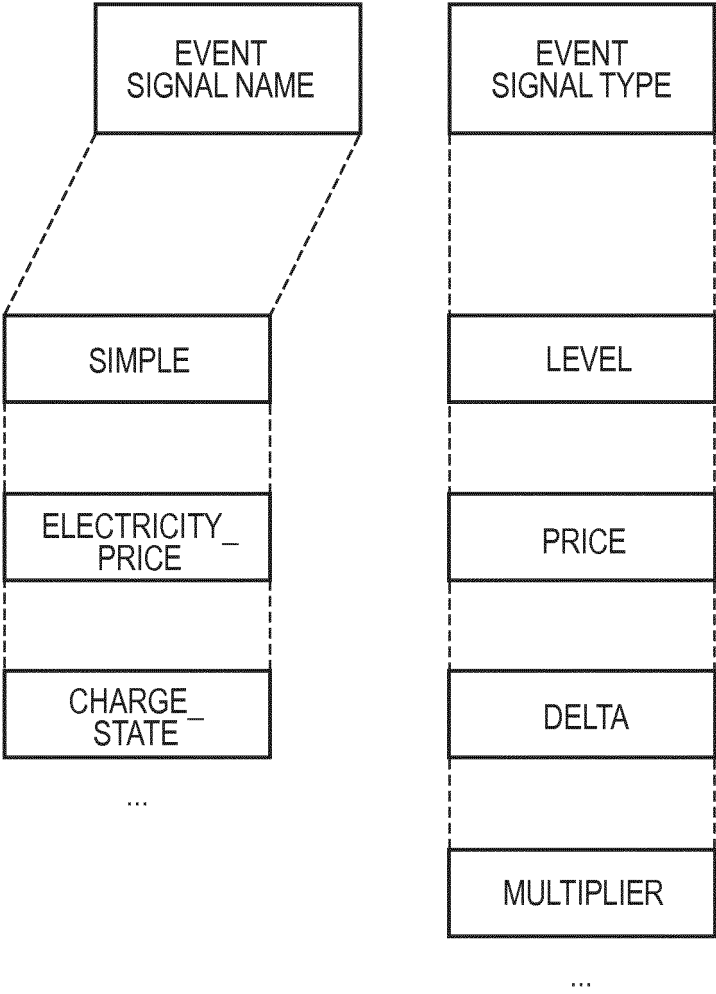 EVENT
SIGNAL NAME
EVENT
SIGNAL TYPE
SIMPLE
LEVEL
ELECTRICITY_
PRICE
PRICE
CHARGE_
STATE
DELTA
...
MULTIPLIER
...